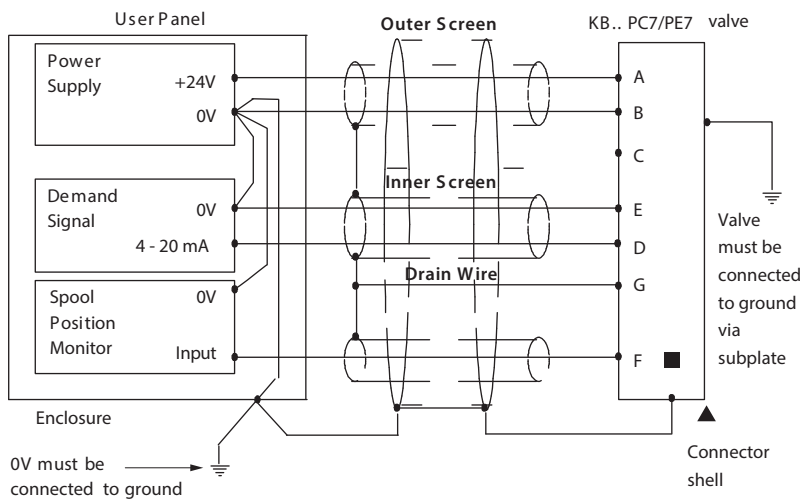 User Panel
Outer Screen
KB.. PC7/PE7 valve
Power
Supply
+24V
0V
A
B
C
Inner Screen
Demand
Signal
0V
4 - 20 mA
E
D
Drain Wire
G
Spool
Position
Monitor
0V
Input
F
Valve
must be
connected
to ground
via
subplate
Enclosure
0V must be
connected to ground
Connector
shell